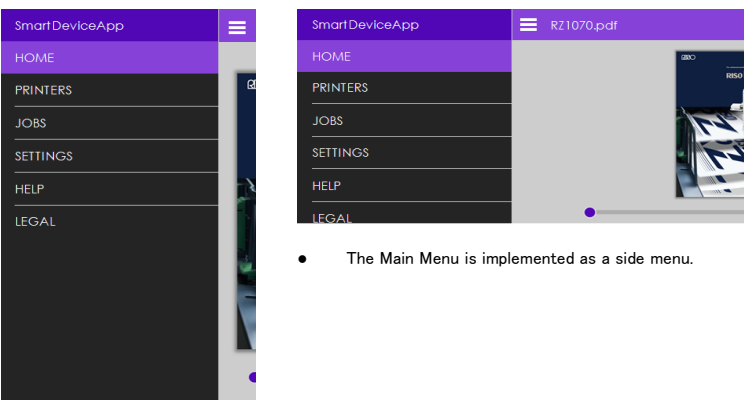 SmartDeviceApp
HOME
PRINTERS
JOBS
SETTINGS
HELP
LEGAL
SmartDeviceApp
RZ1070.pdf
HOME
PRINTERS
JOBS
SETTINGS
HELP
LEGAL
RISO
● The Main Menu is implemented as a side menu.